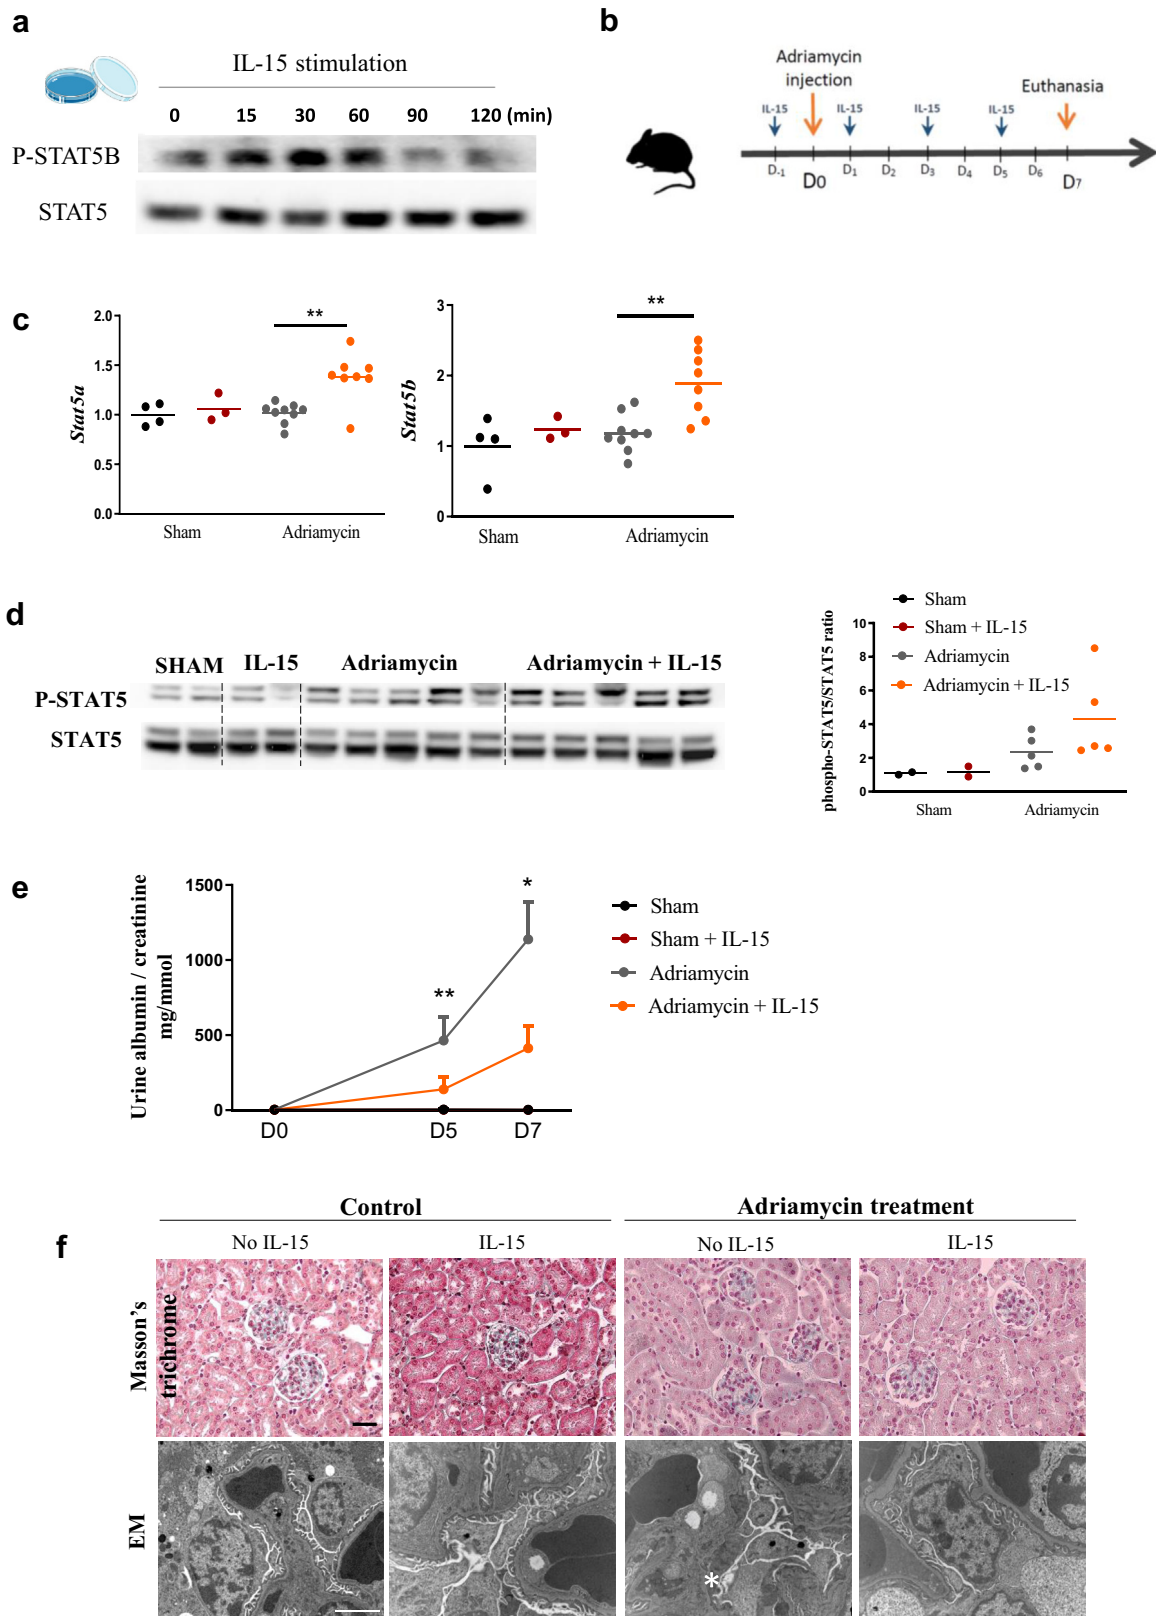 a
IL-15 stimulation
0 15 30 60 90 120 (min)
P-STAT5B
STAT5
b
Adriamycin
injection
Euthanasia
IL-15 IL-15 IL-15 IL-15
D-1 D0 D1 D2 D3 D4 D5 D6 D7
c
Stat5a
2.0
1.5
1.0
0.5
0.0
**
Sham Adriamycin
Stat5b
3
2
1
0
**
Sham Adriamycin
d
SHAM IL-15 Adriamycin Adriamycin + IL-15
P-STAT5
STAT5
phospho-STAT5/STAT5 ratio
10
8
6
4
2
0
Sham
Sham + IL-15
Adriamycin
Adriamycin + IL-15
Sham Adriamycin
e
Urine albumin / creatinine
mg/mmol
1500
1000
500
0
**
*
D0 D5 D7
Sham
Sham + IL-15
Adriamycin
Adriamycin + IL-15
f
Control Adriamycin treatment
No IL-15 IL-15 No IL-15 IL-15
Masson's
trichrome
EM
*